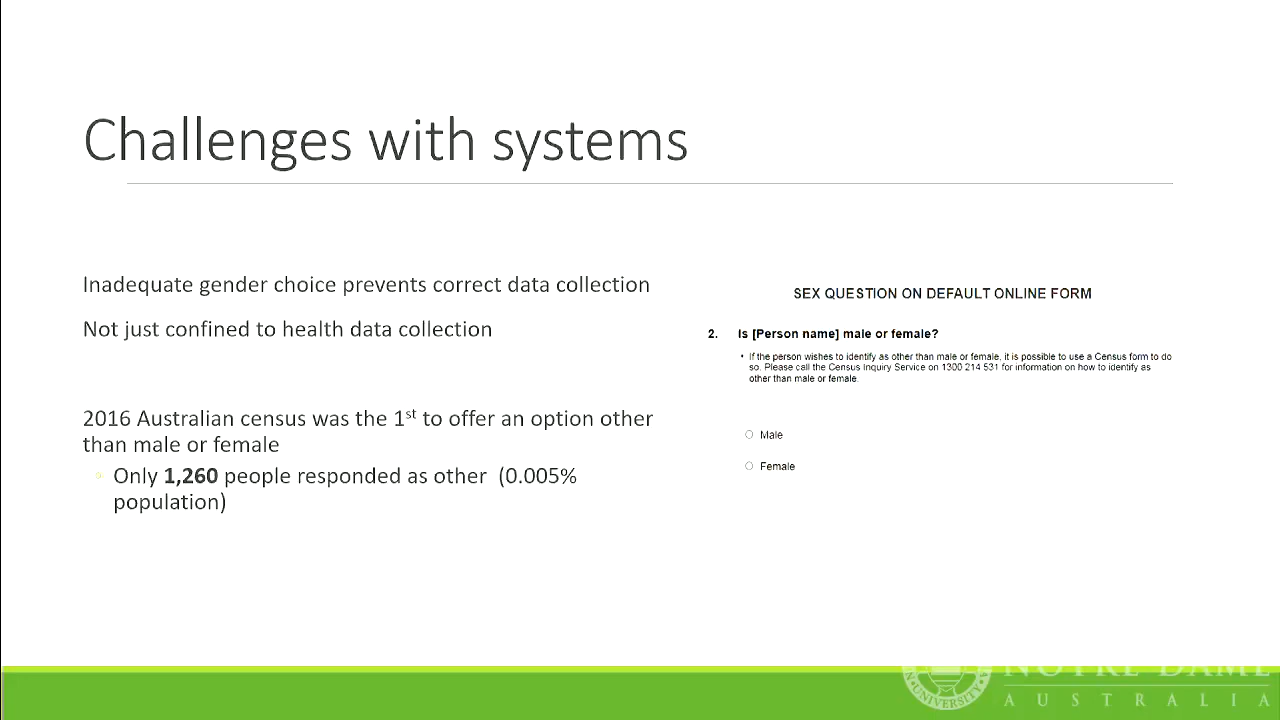 Challenges with systems
Inadequate gender choice prevents correct data collection
Not just confined to health data collection
2016 Australian census was the 1st to offer an option other
than male or female
Only 1,260 people responded as other (0.005%
population)
SEX QUESTION ON DEFAULT ONLINE FORM
2. Is [Person name] male or female?
• If the person wishes to identify as other than male or female, it is possible to use a Census form to do
so. Please call the Census Inquiry Service on 1300 214 531 for information on how to identify as
other than male or female.
Male
Female
NOTRE DAME
AUSTRALIA
UNIVERSITY